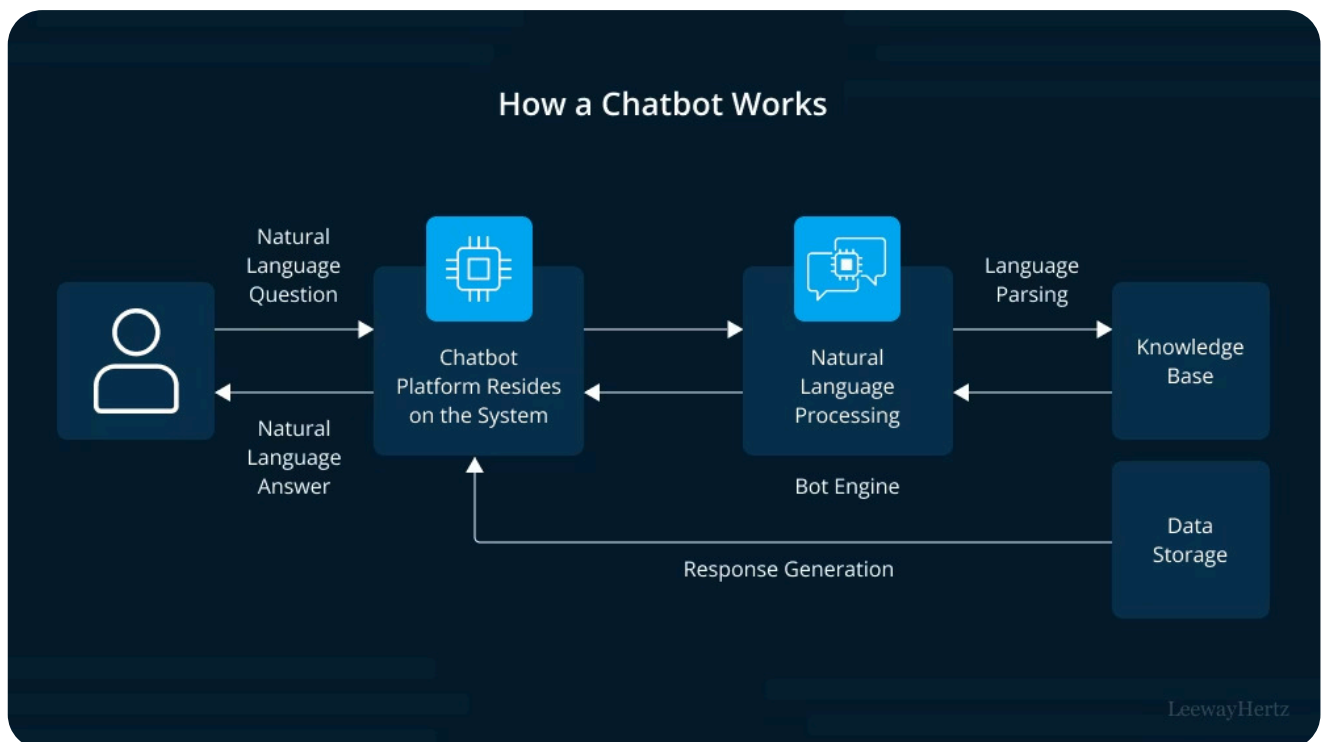 How a Chatbot Works
Natural
Language
Question
Natural
Language
Answer
Chatbot
Platform Resides
on the System
Natural
Language
Processing
Bot Engine
Language
Parsing
Knowledge
Base
Data
Storage
Response Generation
LeewayHertz